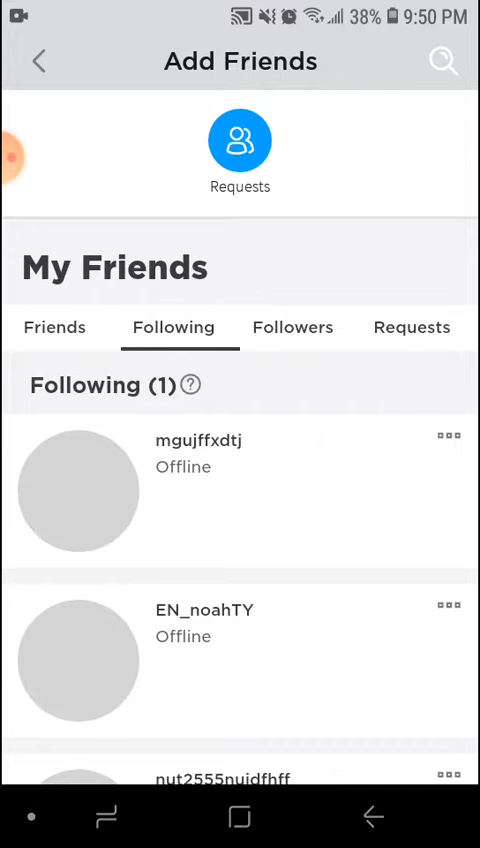 38% 9:50 PM
Add Friends
Requests
My Friends
Friends Following Followers Requests
Following (1) ?
mgujffxdtj
Offline
EN_noahTY
Offline
nut2555nuidfhff